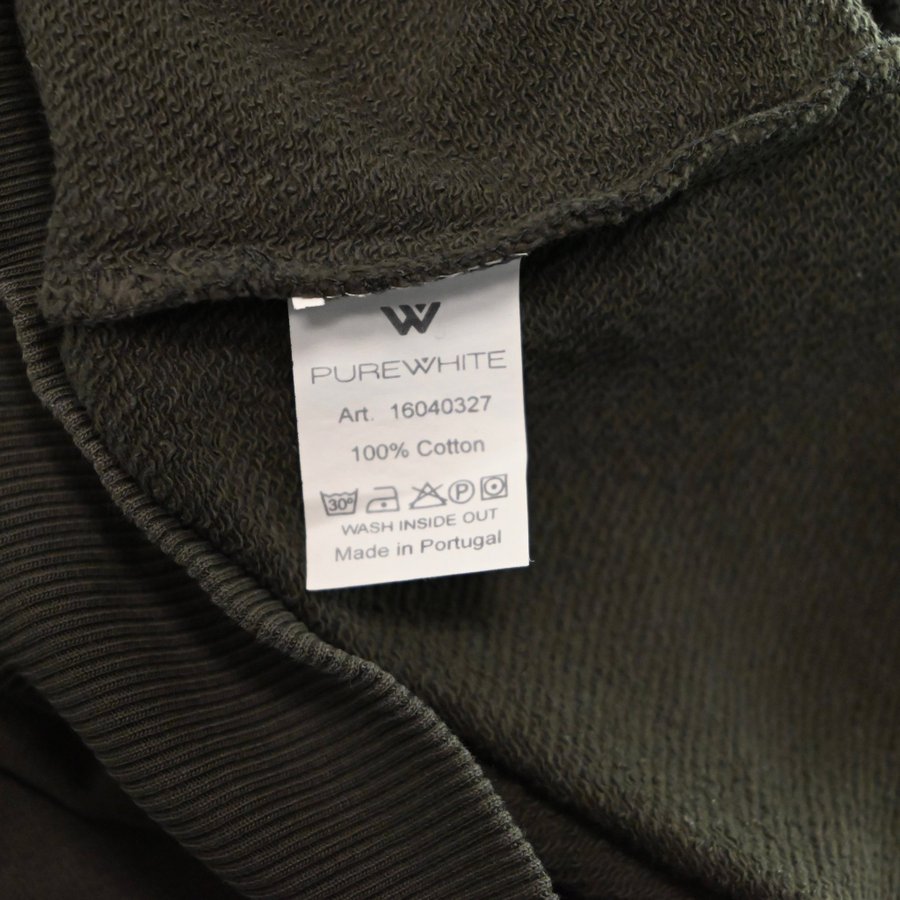 W
PUREWHITE
Art. 16040327
100% Cotton
30° P
WASH INSIDE OUT
Made in Portugal